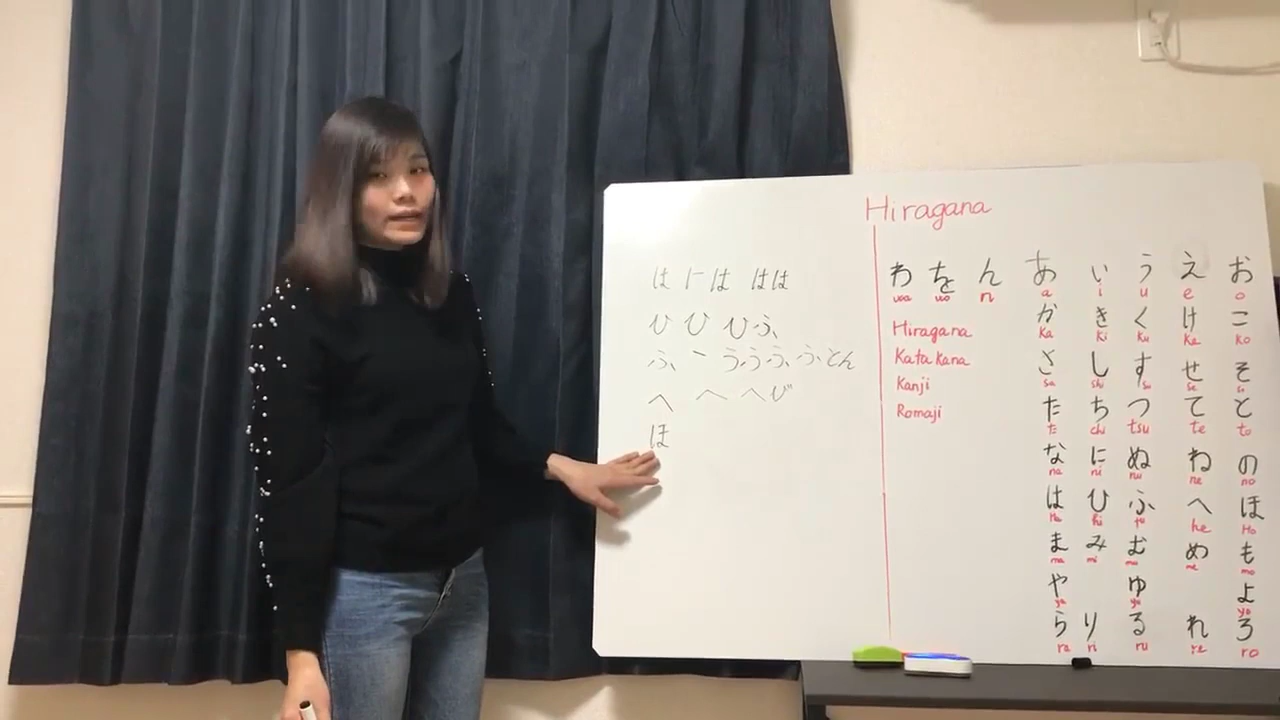 は には はは
ひ ひ ひふ
ふ う う う ふとん
へ へ へび
ほ
Hiragana
わ を ん
woa wo n
Hiragana
Katakana
Kanji
Romaji
あ い う え お
a i u e o
か き く け こ
Ka Ki Ku Ke Ko
さ し す せ そ
sa shi su se so
た ち つ て と
た chi tsu te to
な に ぬ ね の
na ni nu ne no
は ひ ふ へ ほ
Ha hi fu he Ho
ま み む め も
ma mi mu me mo
や ゆ よ
ya yu yo
ら り る れ ろ
ra ri ru re ro